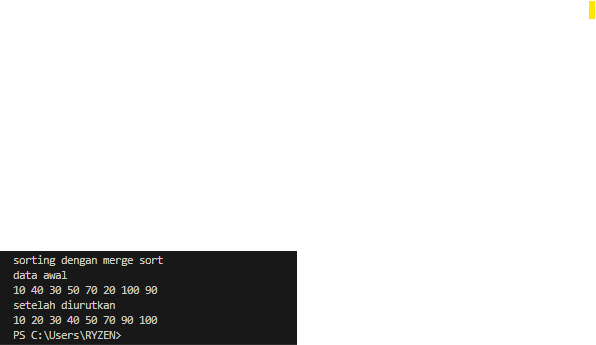 sorting dengan merge sort
data awal
10 40 30 50 70 20 100 90
setelah diurutkan
10 20 30 40 50 70 90 100
PS C:\Users\RYZEN>